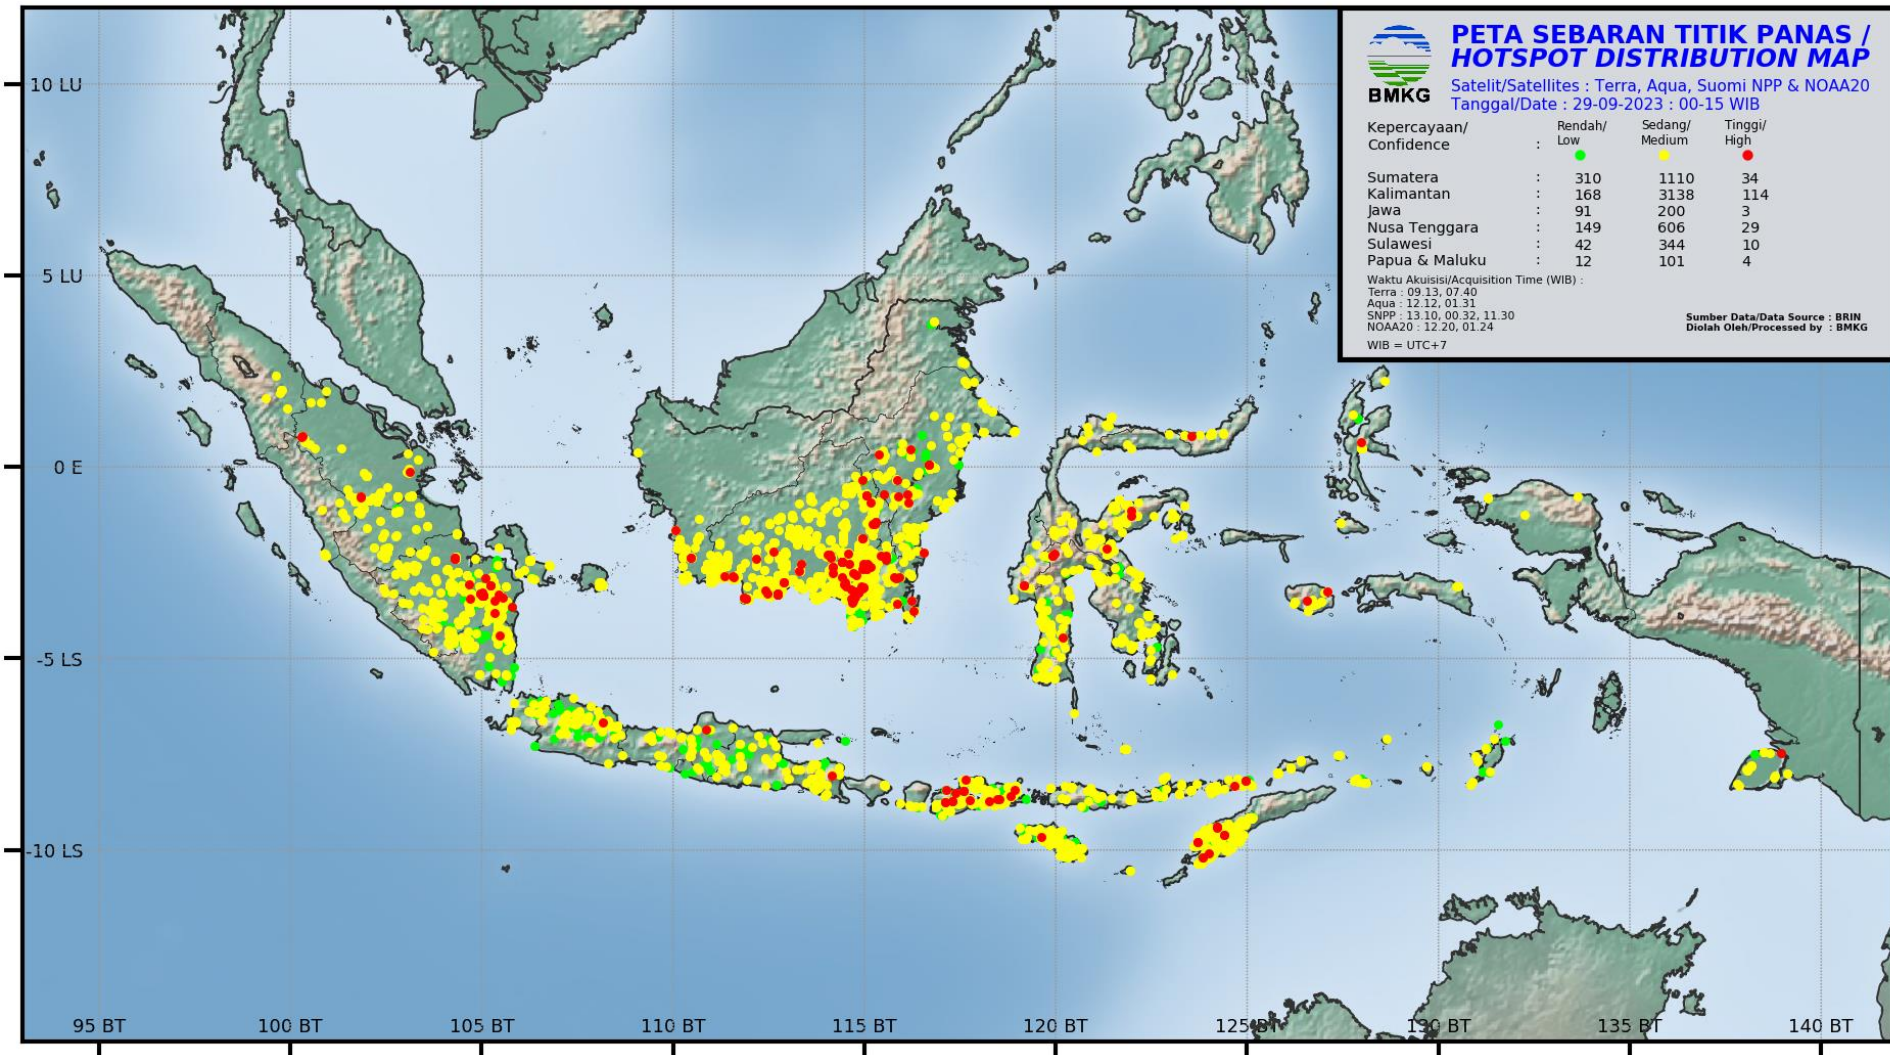 PETA SEBARAN TITIK PANAS /
HOTSPOT DISTRIBUTION MAP
BMKG
Satelit/Satellites : Terra, Aqua, Suomi NPP & NOAA20
Tanggal/Date : 29-09-2023 : 00-15 WIB
Kepercayaan/ Rendah/ Sedang/ Tinggi/
Confidence : Low Medium High
Sumatera : 310 1110 34
Kalimantan : 168 3138 114
Jawa : 91 200 3
Nusa Tenggara : 149 606 29
Sulawesi : 42 344 10
Papua & Maluku : 12 101 4
Waktu Akuisisi/Acquisition Time (WIB) :
Terra : 09.13, 07.40
Aqua : 12.12, 01.31
SNPP : 13.10, 00.32, 11.30
NOAA20 : 12.20, 01.24
WIB = UTC+7
Sumber Data/Data Source : BRIN
Diolah Oleh/Processed by : BMKG
10 LU
5 LU
0 E
-5 LS
-10 LS
95 BT 100 BT 105 BT 110 BT 115 BT 120 BT 125 BT 130 BT 135 BT 140 BT